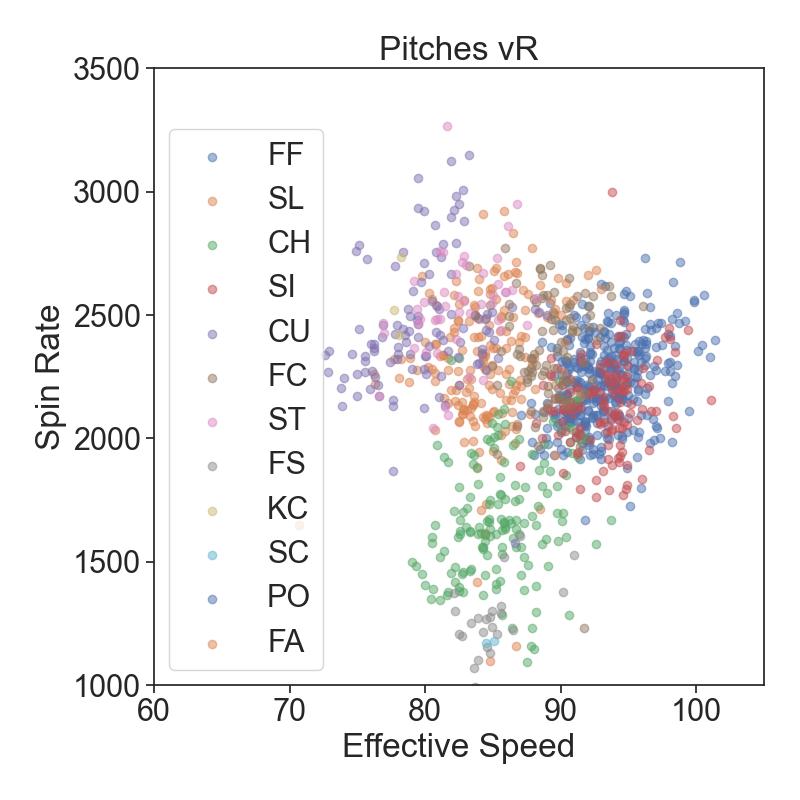 Pitches vR
3500
3000
2500
2000
1500
1000
Spin Rate
FF
SL
CH
SI
CU
FC
ST
FS
KC
SC
PO
FA
60
70
80
90
100
Effective Speed